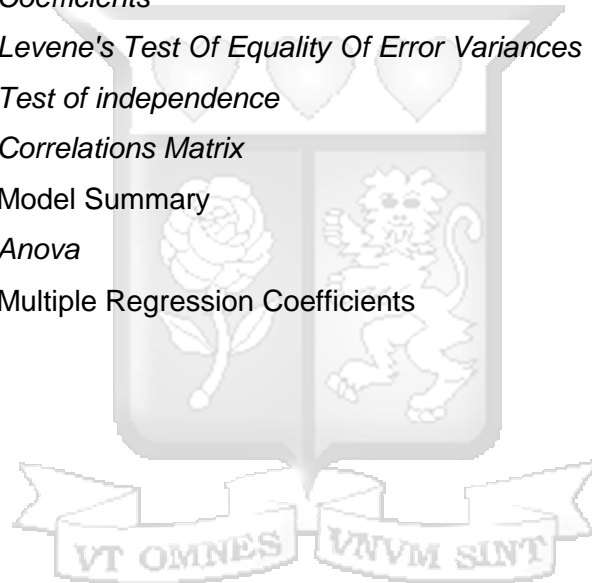 Coefficients
Levene's Test Of Equality Of Error Variances
Test of independence
Correlations Matrix
Model Summary
Anova
Multiple Regression Coefficients
VT OMNES VNVM SINT